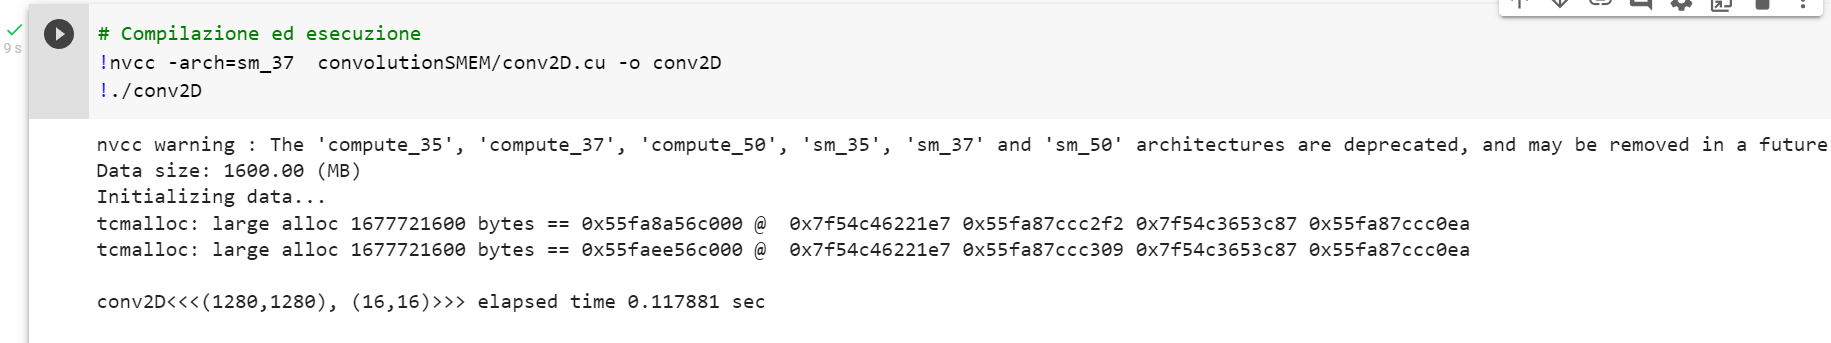 9s
# Compilazione ed esecuzione
!nvcc -arch=sm_37  convolutionSMEM/conv2D.cu -o conv2D
!./conv2D
nvcc warning : The 'compute_35', 'compute_37', 'compute_50', 'sm_35', 'sm_37' and 'sm_50' architectures are deprecated, and may be removed in a future
Data size: 1600.00 (MB)
Initializing data...
tcmalloc: large alloc 1677721600 bytes == 0x55fa8a56c000 @  0x7f54c46221e7 0x55fa87ccc2f2 0x7f54c3653c87 0x55fa87ccc0ea
tcmalloc: large alloc 1677721600 bytes == 0x55faee56c000 @  0x7f54c46221e7 0x55fa87ccc309 0x7f54c3653c87 0x55fa87ccc0ea
conv2D<<<(1280,1280), (16,16)>>> elapsed time 0.117881 sec